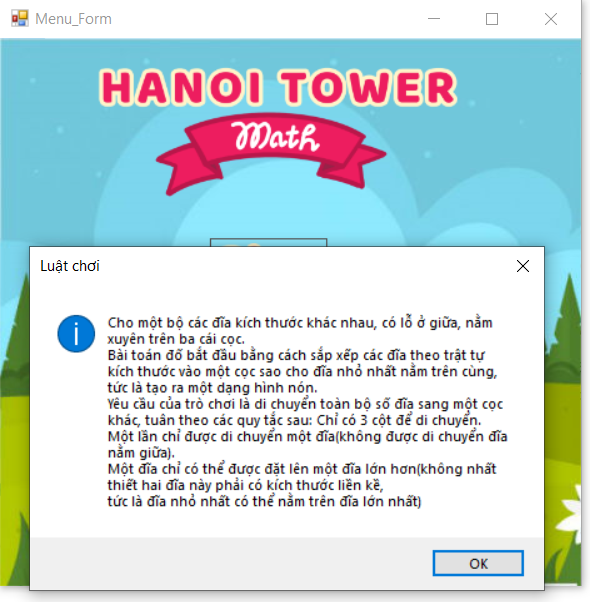 Menu_Form
HANOI TOWER
Math
Luật chơi
Cho một bộ các đĩa kích thước khác nhau, có lỗ ở giữa, nằm
xuyên trên ba cái cọc.
Bài toán đố bắt đầu bằng cách sắp xếp các đĩa theo trật tự
kích thước vào một cọc sao cho đĩa nhỏ nhất nằm trên cùng,
tức là tạo ra một dạng hình nón.
Yêu cầu của trò chơi là di chuyển toàn bộ số đĩa sang một cọc
khác, tuân theo các quy tắc sau: Chỉ có 3 cột để di chuyển.
Một lần chỉ được di chuyển một đĩa(không được di chuyển đĩa
nằm giữa).
Một đĩa chỉ có thể được đặt lên một đĩa lớn hơn(không nhất
thiết hai đĩa này phải có kích thước liền kề,
tức là đĩa nhỏ nhất có thể nằm trên đĩa lớn nhất)
OK